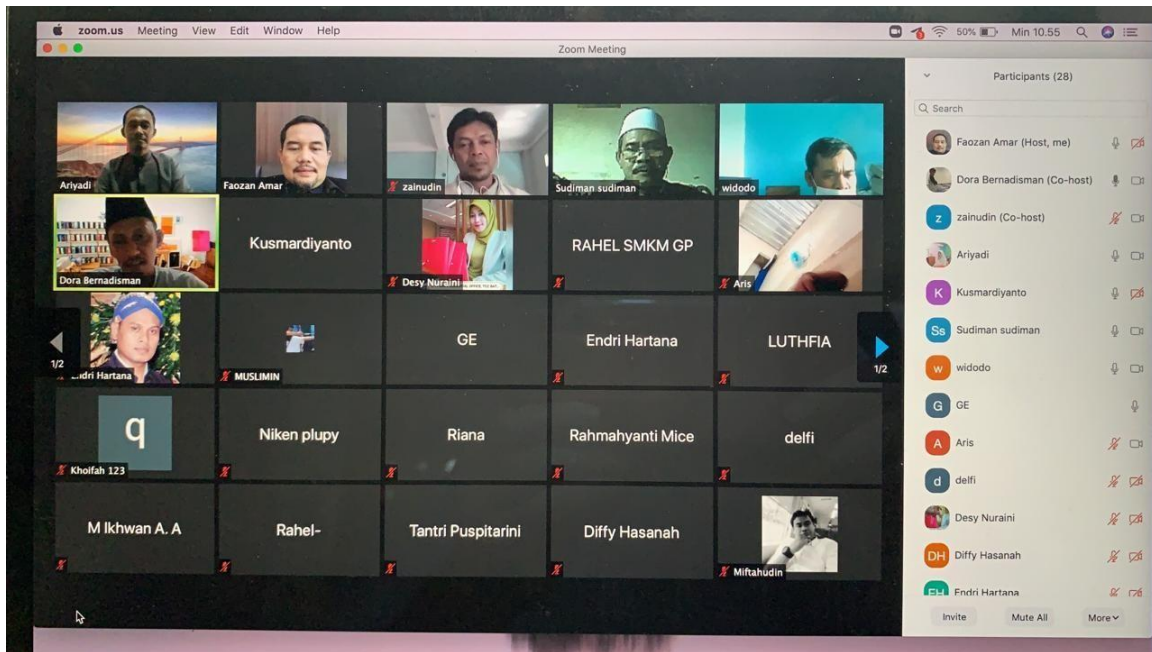 zoom.us Meeting View Edit Window Help
50% Min 10.55
Zoom Meeting
Ariyadi
Faozan Amar
zainudin
Sudiman sudiman
widodo
Dora Bernadisman
Kusmardiyanto
Desy Nuraini
RAHEL SMKM GP
Aris
1/2
Endri Hartana
MUSLIMIN
GE
Endri Hartana
LUTHFIA
1/2
q
Khoifah 123
Niken plupy
Riana
Rahmahyanti Mice
delfi
M Ikhwan A. A
Rahel-
Tantri Puspitarini
Diffy Hasanah
Miftahudin
Participants (28)
Search
Faozan Amar (Host, me)
Dora Bernadisman (Co-host)
z zainudin (Co-host)
Ariyadi
K Kusmardiyanto
Ss Sudiman sudiman
w widodo
G GE
A Aris
d delfi
Desy Nuraini
DH Diffy Hasanah
EH Endri Hartana
Invite Mute All More